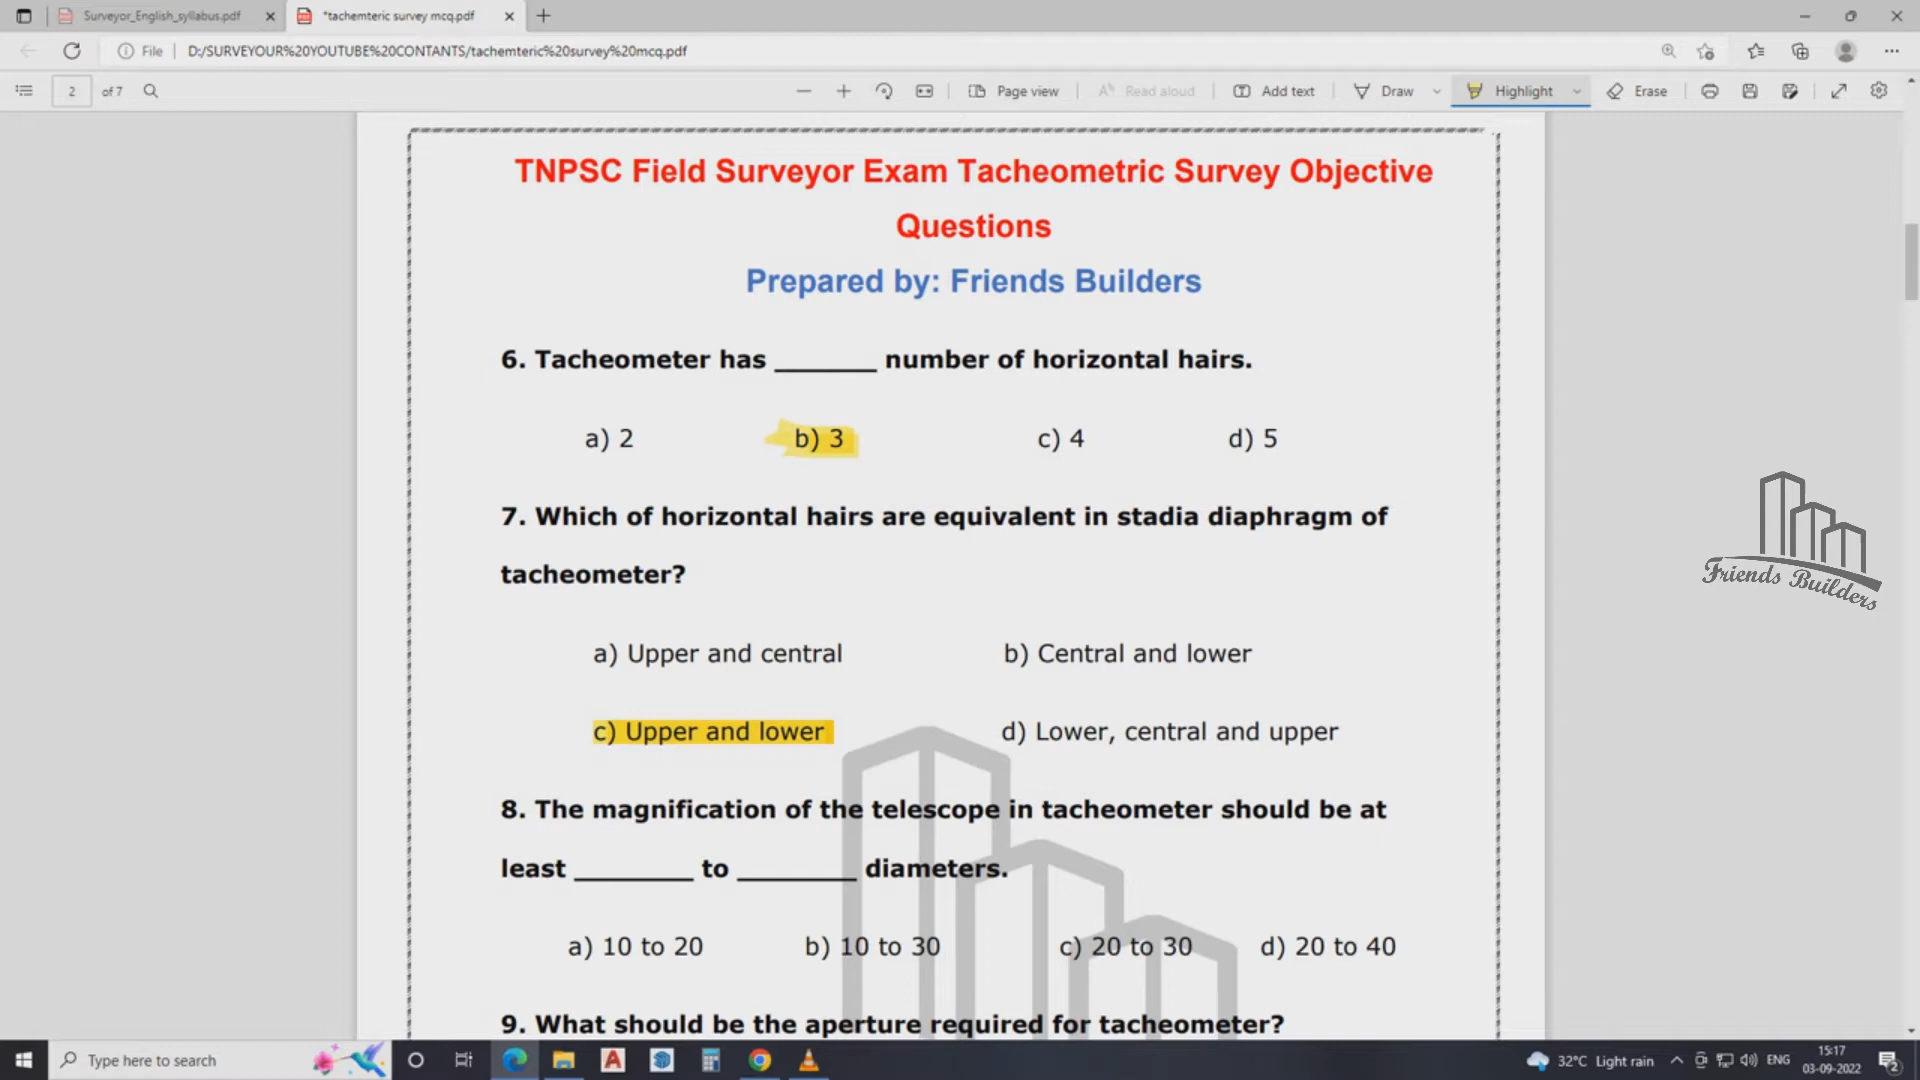 Surveyor_English_syllabus.pdf
*tachemteric survey mcq.pdf
File
D:/SURVEYOUR%20YOUTUBE%20CONTANTS/tachemteric%20survey%20mcq.pdf
2 of 7
Page view
Read aloud
Add text
Draw
Highlight
Erase
TNPSC Field Surveyor Exam Tacheometric Survey Objective
Questions
Prepared by: Friends Builders
6. Tacheometer has _______ number of horizontal hairs.
a) 2 b) 3 c) 4 d) 5
7. Which of horizontal hairs are equivalent in stadia diaphragm of
tacheometer?
a) Upper and central b) Central and lower
c) Upper and lower d) Lower, central and upper
8. The magnification of the telescope in tacheometer should be at
least ________ to ________ diameters.
a) 10 to 20 b) 10 to 30 c) 20 to 30 d) 20 to 40
9. What should be the aperture required for tacheometer?
Friends Builders
Type here to search
32°C Light rain
ENG
15:17
03-09-2022
2